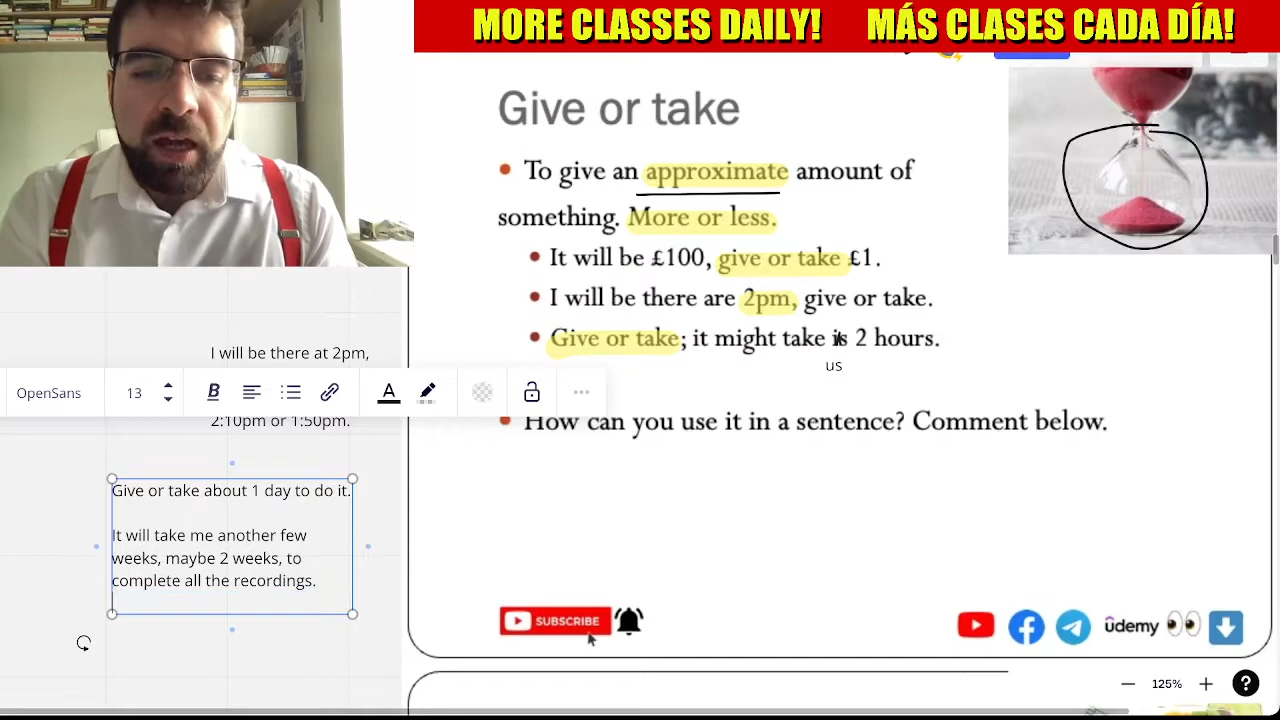 MORE CLASSES DAILY! MÁS CLASES CADA DÍA!
Give or take
To give an approximate amount of
something. More or less.
It will be £100, give or take £1.
I will be there are 2pm, give or take.
Give or take; it might take is 2 hours.
us
How can you use it in a sentence? Comment below.
I will be there at 2pm,
OpenSans 13 B A
2:10pm or 1:50pm.
Give or take about 1 day to do it.
It will take me another few
weeks, maybe 2 weeks, to
complete all the recordings.
SUBSCRIBE
ûdemy
125%